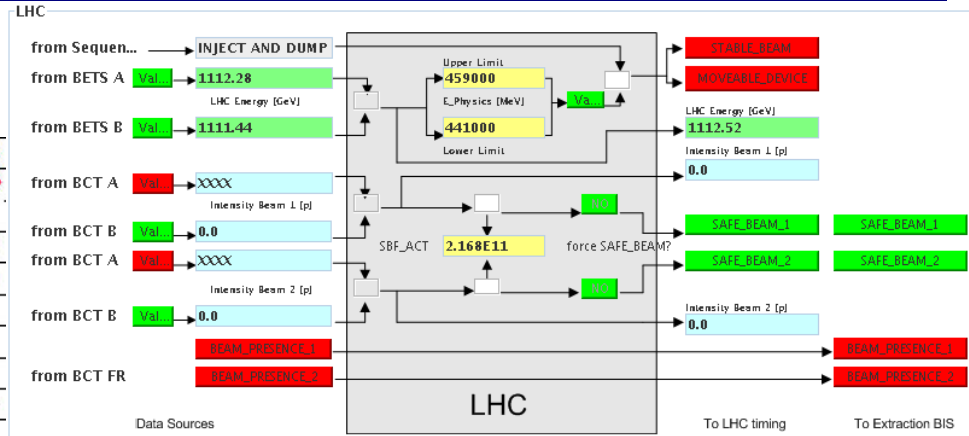 LHC
from Sequen... INJECT AND DUMP STABLE_BEAM
Upper Limit
from BETS A Val... 1112.28 459000 MOVEABLE_DEVICE
LHC Energy [GeV] E_Physics [MeV] Va... LHC Energy [GeV]
from BETS B Val... 1111.44 441000 1112.52
Lower Limit Intensity Beam 1 [p]
0.0
from BCT A Val... XXXX
Intensity Beam 1 [p] NO
from BCT B Val... 0.0 SAFE_BEAM_1 SAFE_BEAM_1
SBF_ACT 2.168E11 force SAFE_BEAM?
from BCT A Val... XXXX SAFE_BEAM_2 SAFE_BEAM_2
Intensity Beam 2 [p] NO
Intensity Beam 2 [p]
from BCT B Val... 0.0 0.0
BEAM_PRESENCE_1 BEAM_PRESENCE_1
from BCT FR BEAM_PRESENCE_2 BEAM_PRESENCE_2
LHC
Data Sources To LHC timing To Extraction BIS